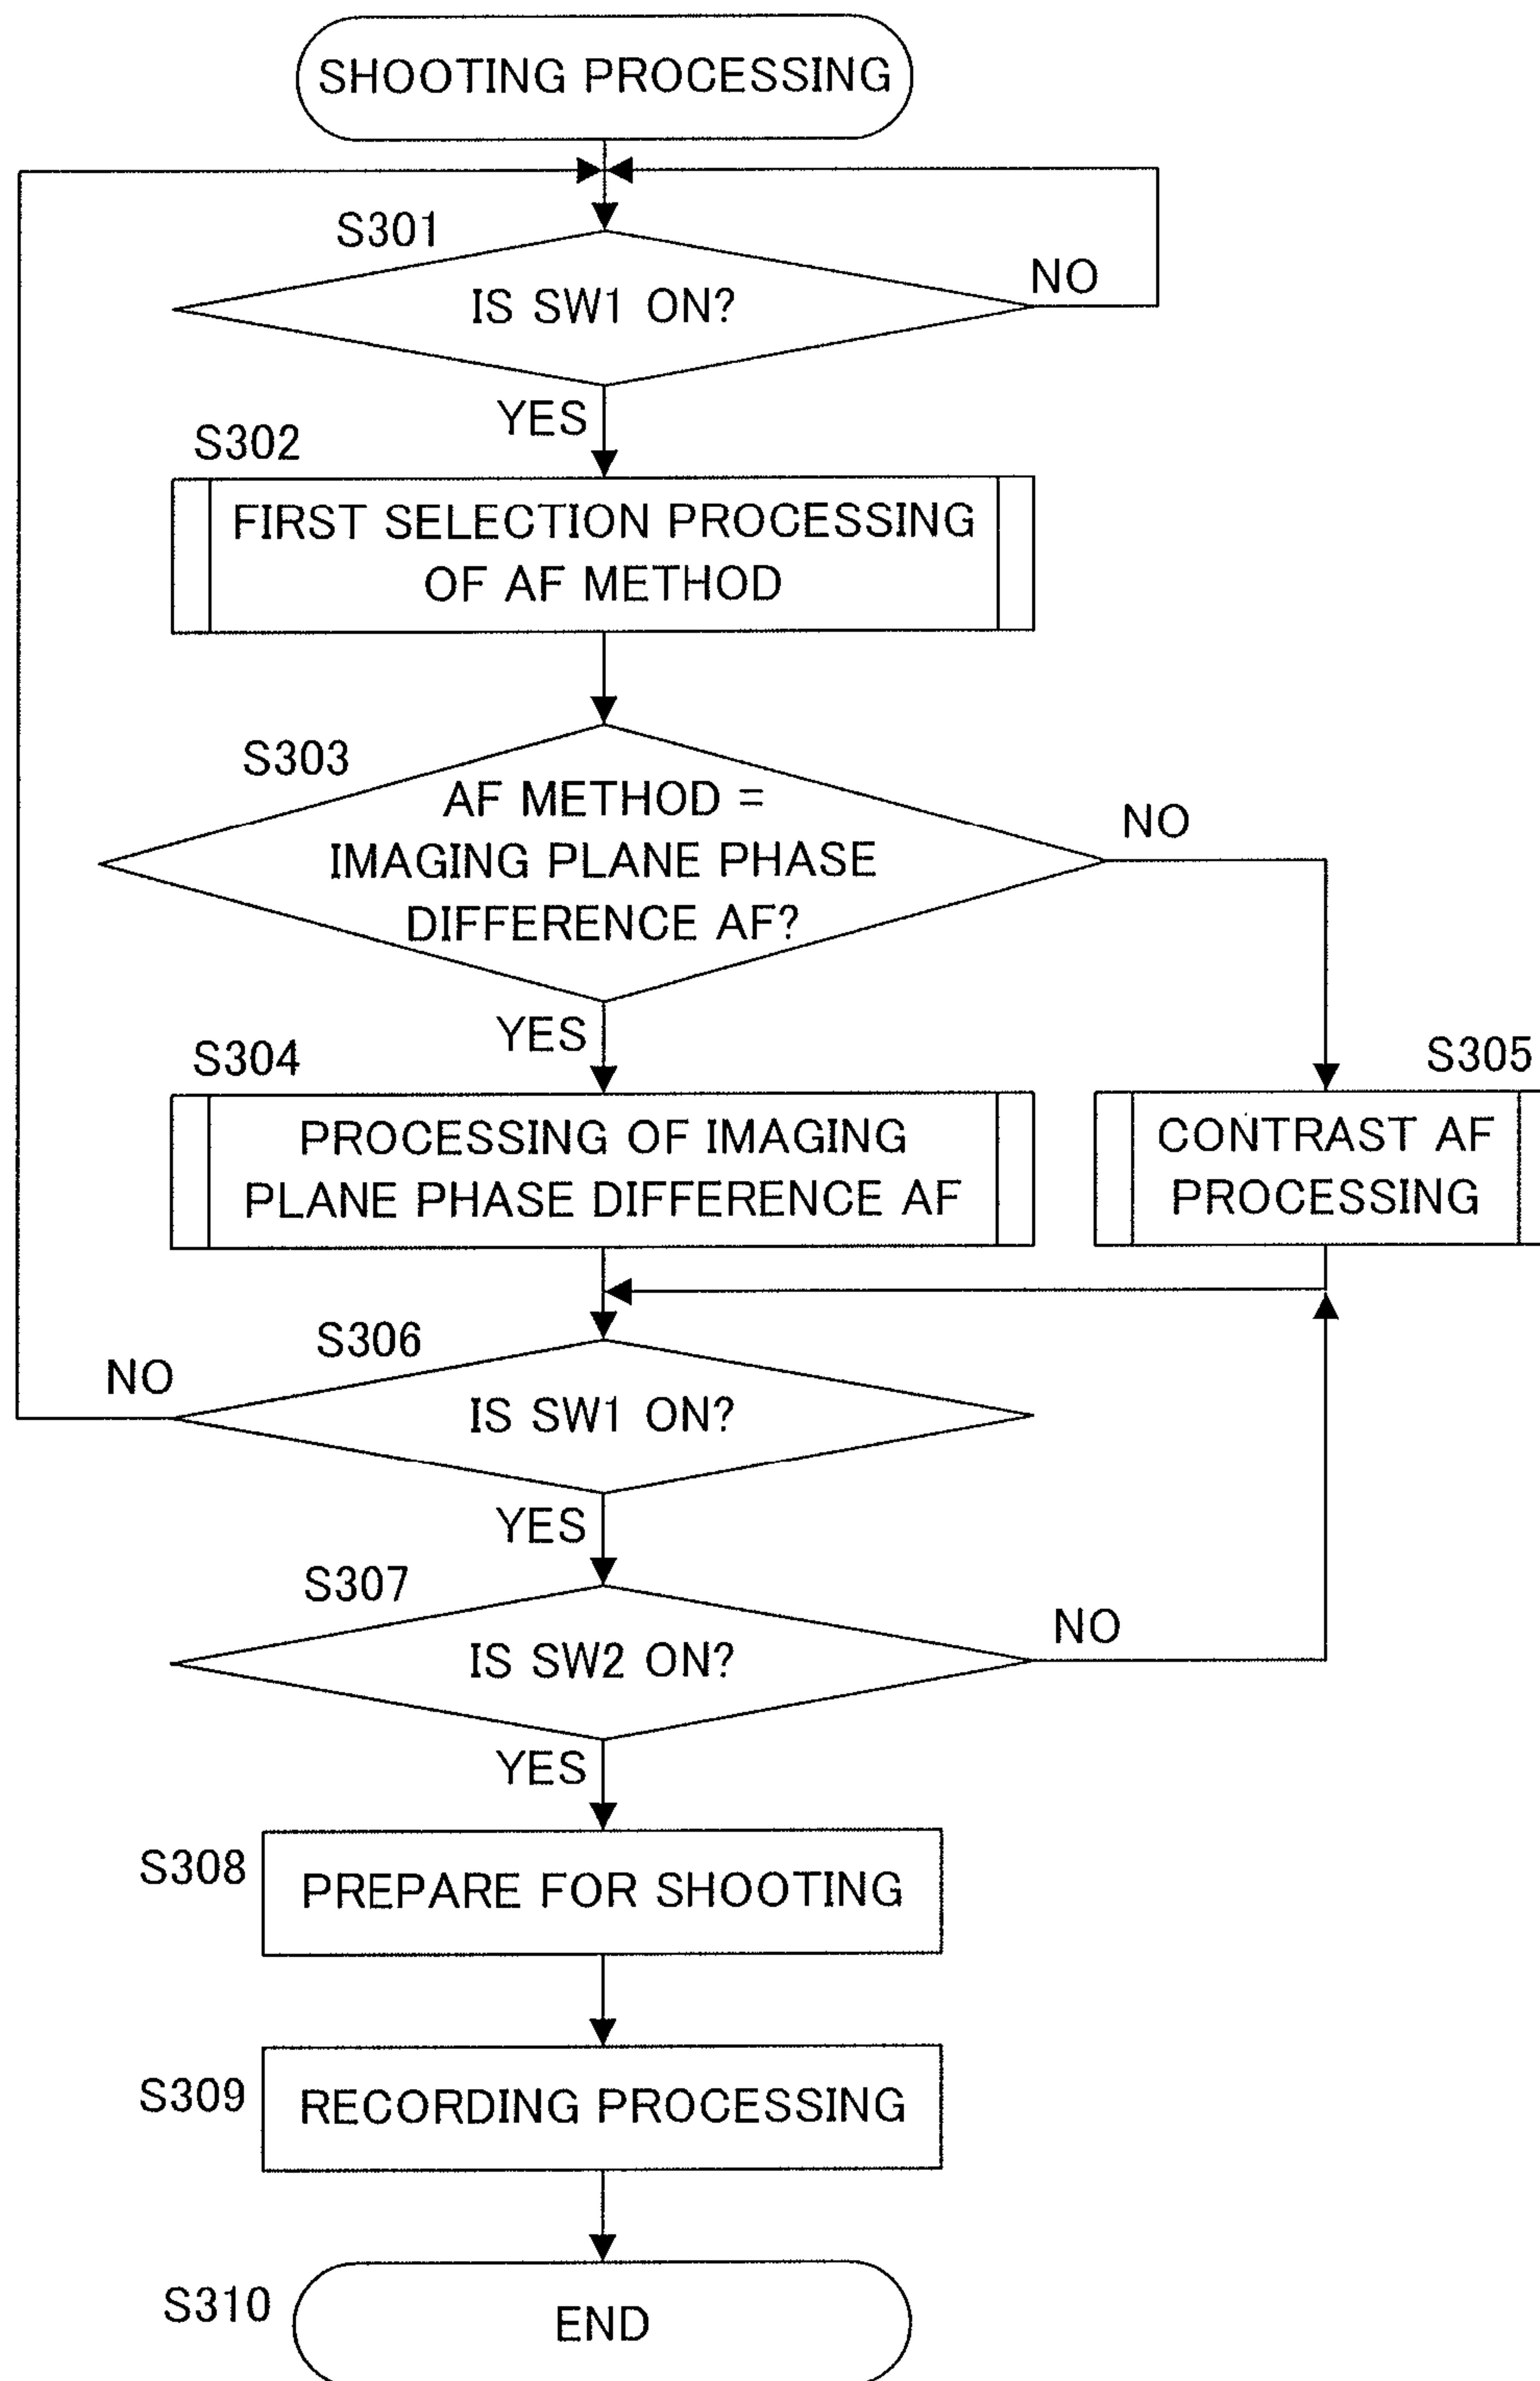 SHOOTING PROCESSING
S301
IS SW1 ON?
NO
YES
S302
FIRST SELECTION PROCESSING
OF AF METHOD
S303
AF METHOD =
IMAGING PLANE PHASE
DIFFERENCE AF?
NO
YES
S304
PROCESSING OF IMAGING
PLANE PHASE DIFFERENCE AF
S305
CONTRAST AF
PROCESSING
S306
NO
IS SW1 ON?
YES
S307
IS SW2 ON?
NO
YES
S308
PREPARE FOR SHOOTING
S309
RECORDING PROCESSING
S310
END